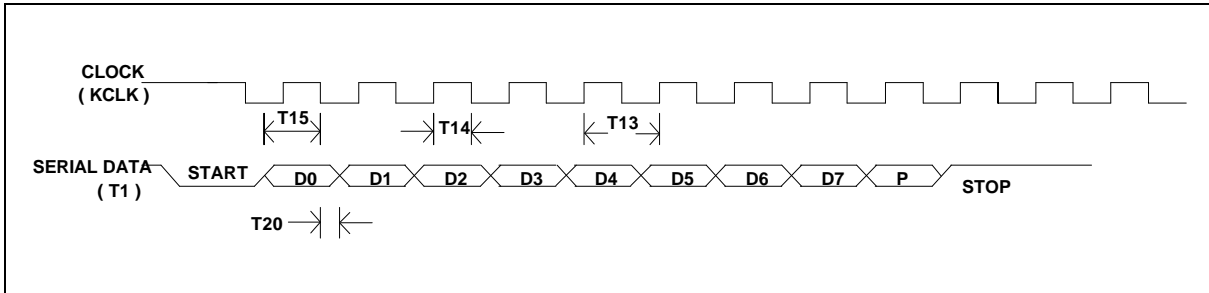 CLOCK
( KCLK )
T15
T14
T13
SERIAL DATA
( T1 )
START D0 D1 D2 D3 D4 D5 D6 D7 P STOP
T20